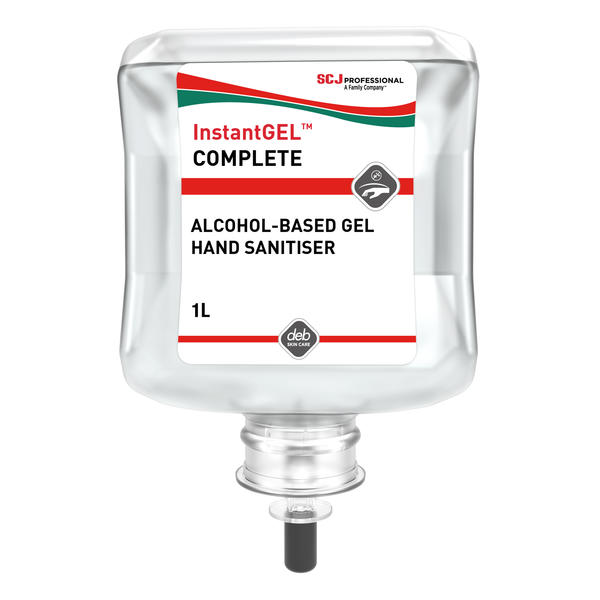 SCJ PROFESSIONAL
A Family Company™
InstantGEL™
COMPLETE
ALCOHOL-BASED GEL
HAND SANITISER
1L
deb
SKIN CARE